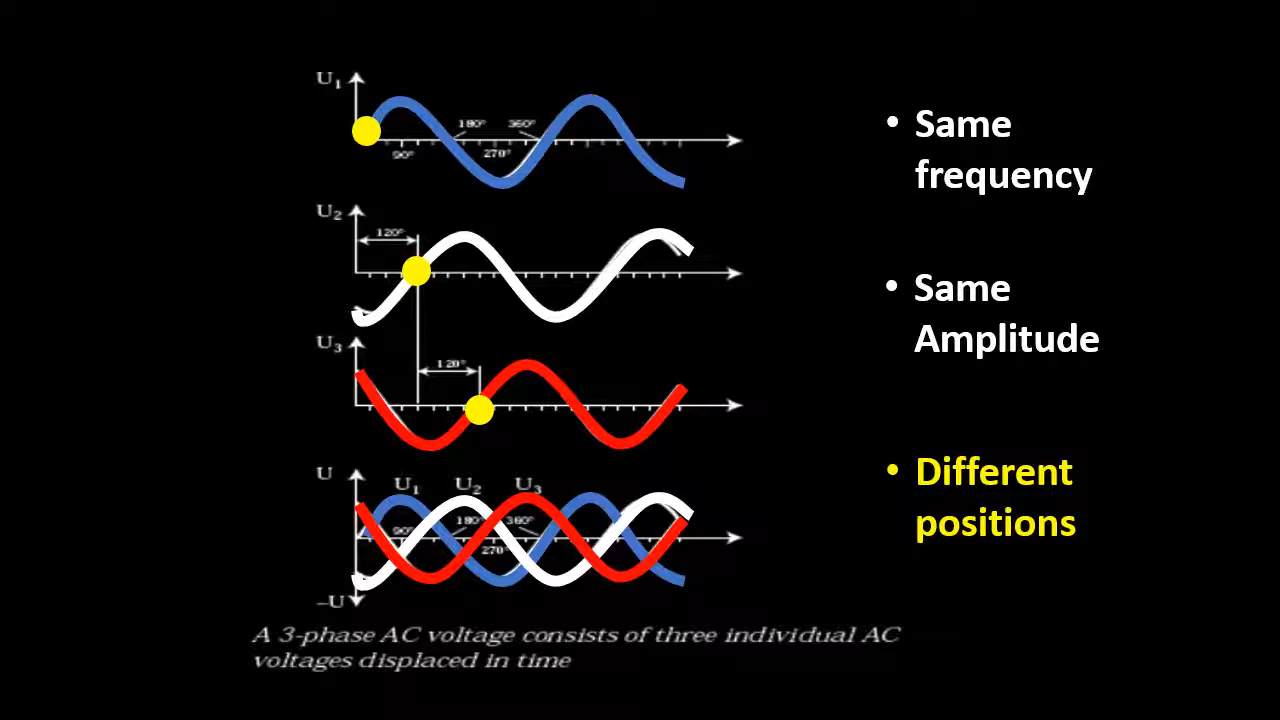 U₁
180°
360°
90°
270°
• Same
frequency
U₂
120°
• Same
Amplitude
U₃
120°
U
U₁
U₂
U₃
90°
180°
360°
270°
–U
• Different
positions
A 3-phase AC voltage consists of three individual AC
voltages displaced in time